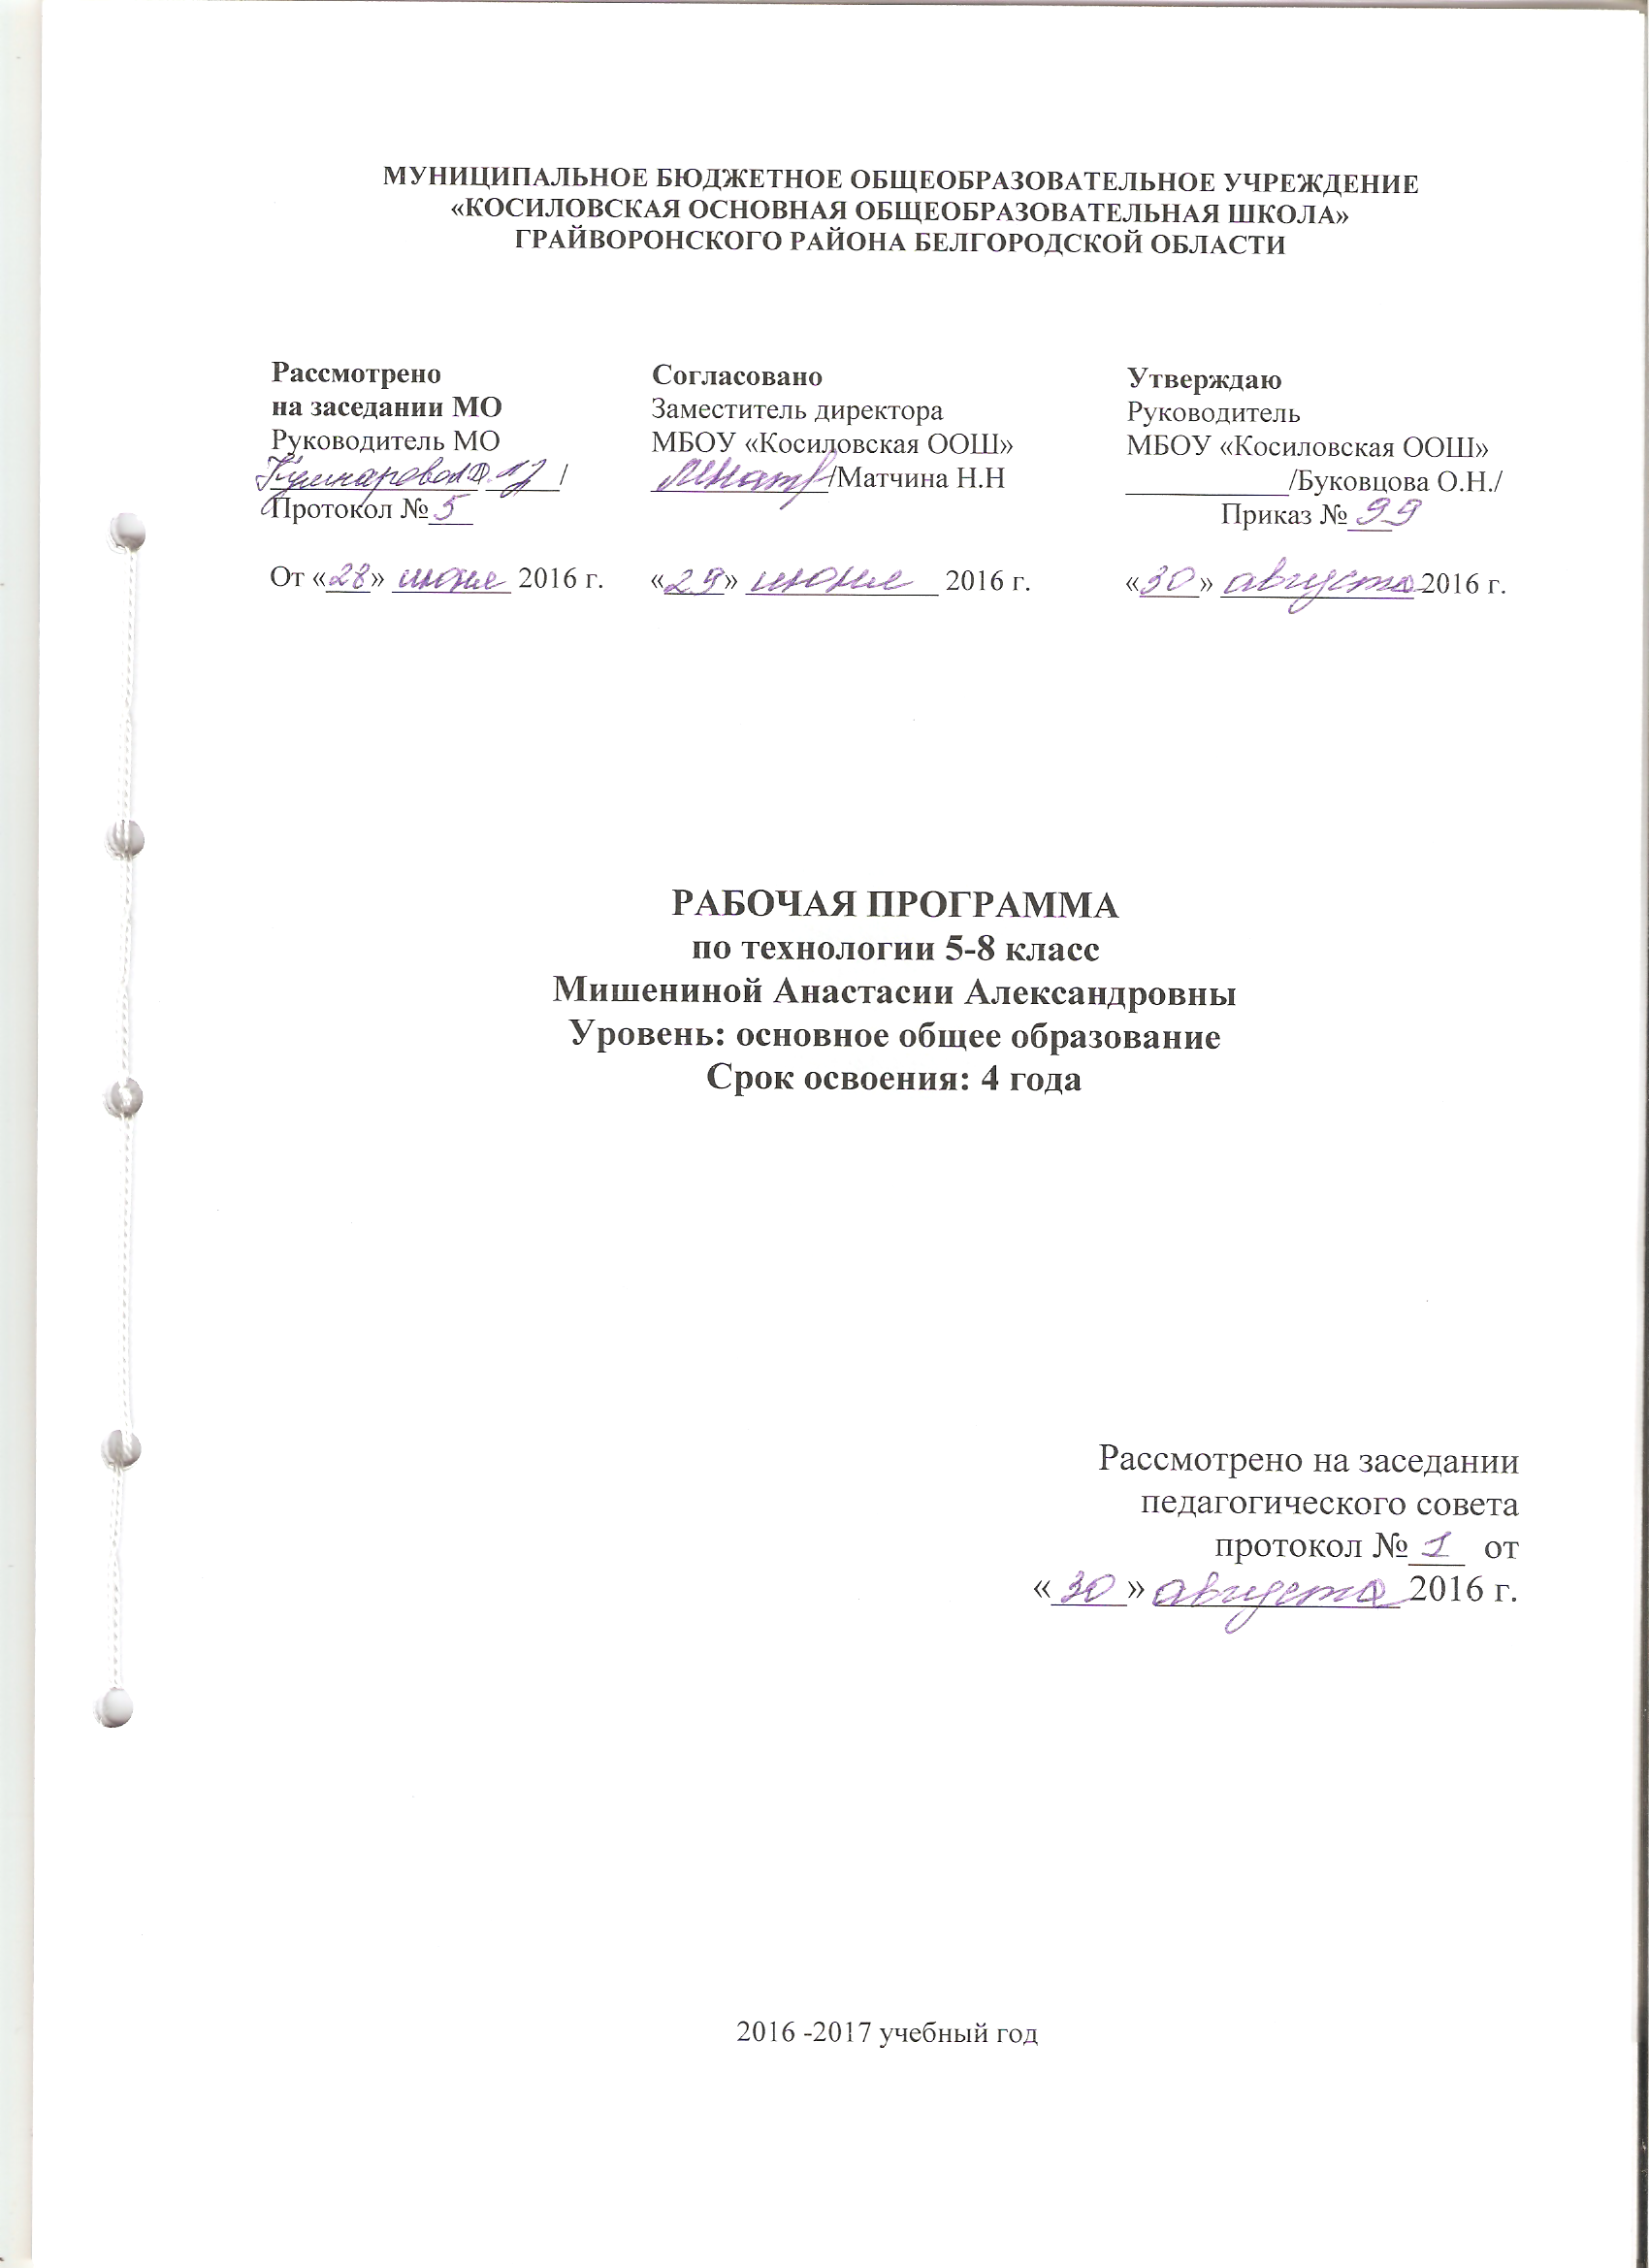 МУНИЦИПАЛЬНОЕ БЮДЖЕТНОЕ ОБЩЕОБРАЗОВАТЕЛЬНОЕ УЧРЕЖДЕНИЕ
«КОСИЛОВСКАЯ ОСНОВНАЯ ОБЩЕОБРАЗОВАТЕЛЬНАЯ ШКОЛА»
ГРАЙВОРОНСКОГО РАЙОНА БЕЛГОРОДСКОЙ ОБЛАСТИ
Рассмотрено
на заседании МО
Руководитель МО
/
Протокол № 5
От «28» июня 2016 г.
Согласовано
Заместитель директора
МБОУ «Косиловская ООШ»
/Матчина Н.Н
«29» июня 2016 г.
Утверждаю
Руководитель
МБОУ «Косиловская ООШ»
/Буковцова О.Н./
Приказ № 99
«30» августа 2016 г.
РАБОЧАЯ ПРОГРАММА
по технологии 5-8 класс
Мишениной Анастасии Александровны
Уровень: основное общее образование
Срок освоения: 4 года
Рассмотрено на заседании
педагогического совета
протокол № 1 от
«30» августа 2016 г.
2016 -2017 учебный год